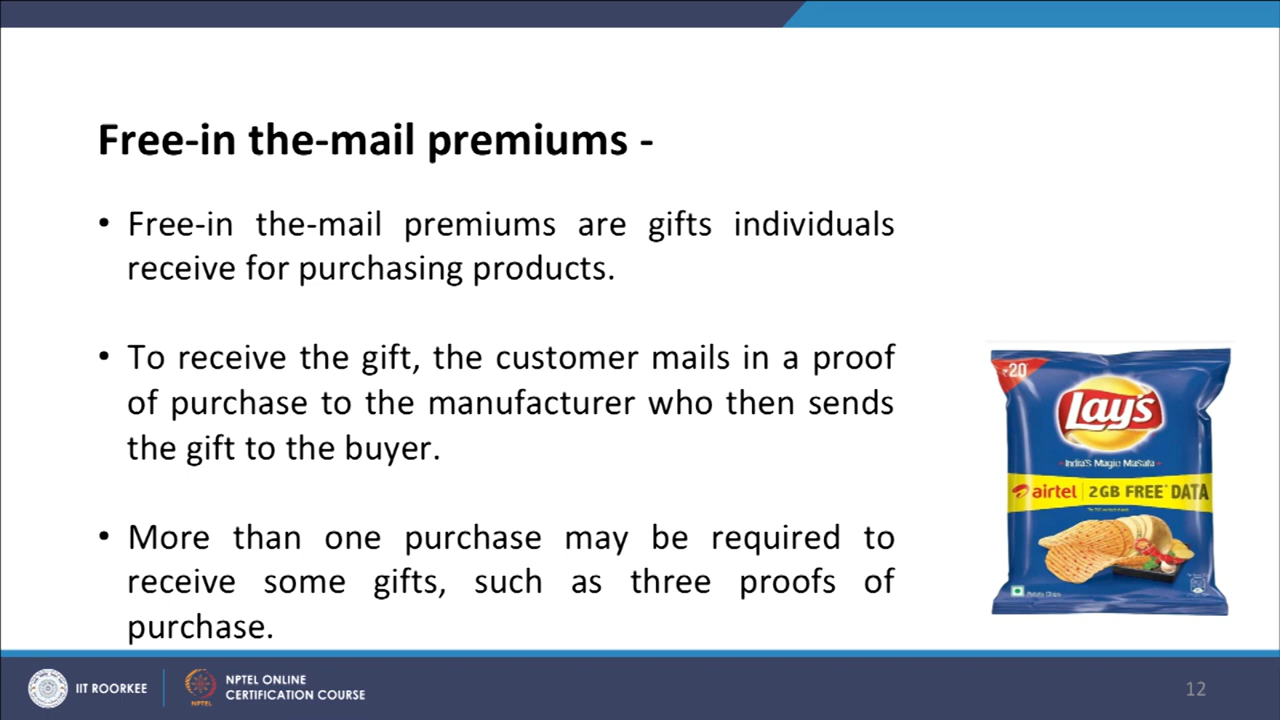 Free-in the-mail premiums -
• Free-in the-mail premiums are gifts individuals
receive for purchasing products.
• To receive the gift, the customer mails in a proof
of purchase to the manufacturer who then sends
the gift to the buyer.
• More than one purchase may be required to
receive some gifts, such as three proofs of
purchase.
₹20
Lay's
India's Magic Masala
airtel | 2GB FREE* DATA
Potato Chips
IIT ROORKEE
NPTEL
NPTEL ONLINE
CERTIFICATION COURSE
12